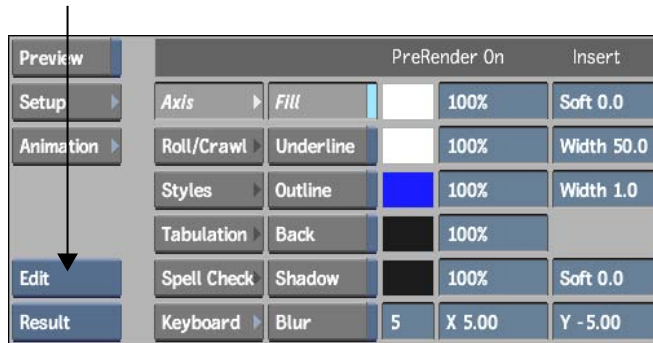 Preview PreRender On Insert
Setup Axis Fill 100% Soft 0.0
Animation Roll/Crawl Underline 100% Width 50.0
Styles Outline 100% Width 1.0
Tabulation Back 100%
Edit Spell Check Shadow 100% Soft 0.0
Result Keyboard Blur 5 X 5.00 Y -5.00